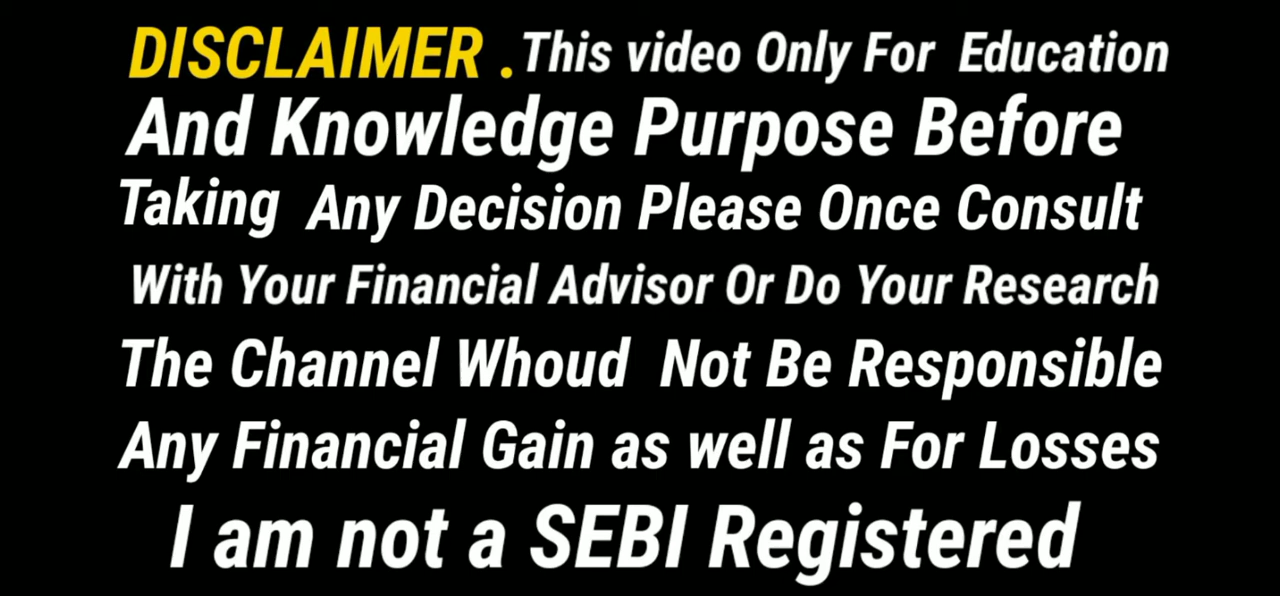 DISCLAIMER .This video Only For Education
And Knowledge Purpose Before
Taking Any Decision Please Once Consult
With Your Financial Advisor Or Do Your Research
The Channel Whoud Not Be Responsible
Any Financial Gain as well as For Losses
I am not a SEBI Registered